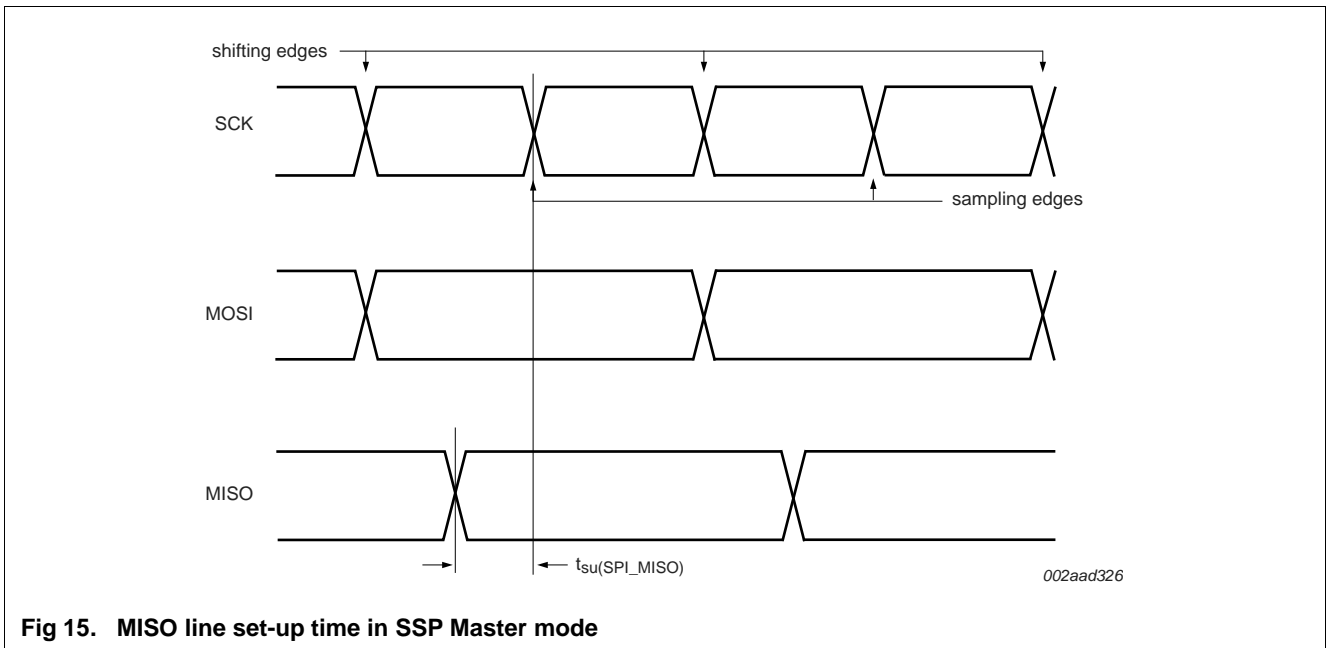 shifting edges
SCK
sampling edges
MOSI
MISO
tsu(SPI_MISO)
002aad326
Fig 15. MISO line set-up time in SSP Master mode